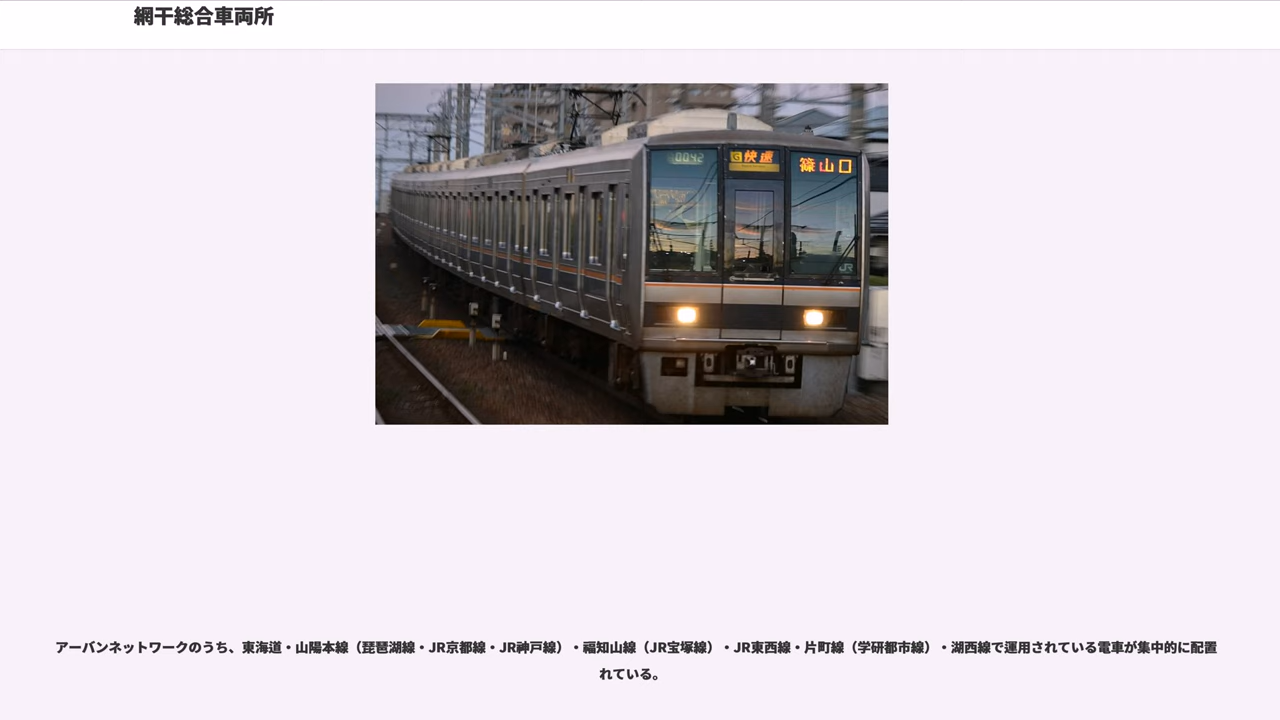 網干総合車両所
0042
G快速
篠山口
JR
アーバンネットワークのうち、東海道・山陽本線（琵琶湖線・JR京都線・JR神戸線）・福知山線（JR宝塚線）・JR東西線・片町線（学研都市線）・湖西線で運用されている電車が集中的に配置
れている。